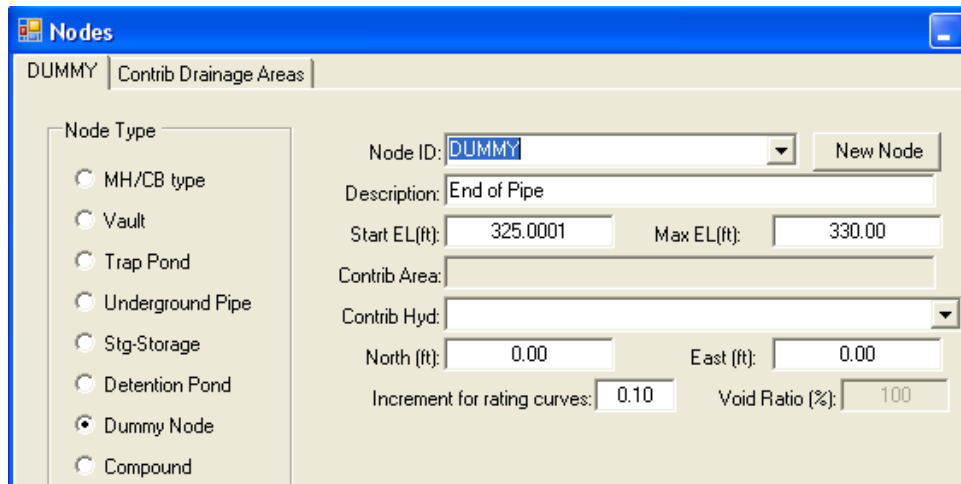 Nodes
DUMMY Contrib Drainage Areas
Node Type
MH/CB type
Vault
Trap Pond
Underground Pipe
Stg-Storage
Detention Pond
Dummy Node
Compound
Node ID: DUMMY New Node
Description: End of Pipe
Start EL(ft): 325.0001 Max EL(ft): 330.00
Contrib Area:
Contrib Hyd:
North (ft): 0.00 East (ft): 0.00
Increment for rating curves: 0.10 Void Ratio (%): 100